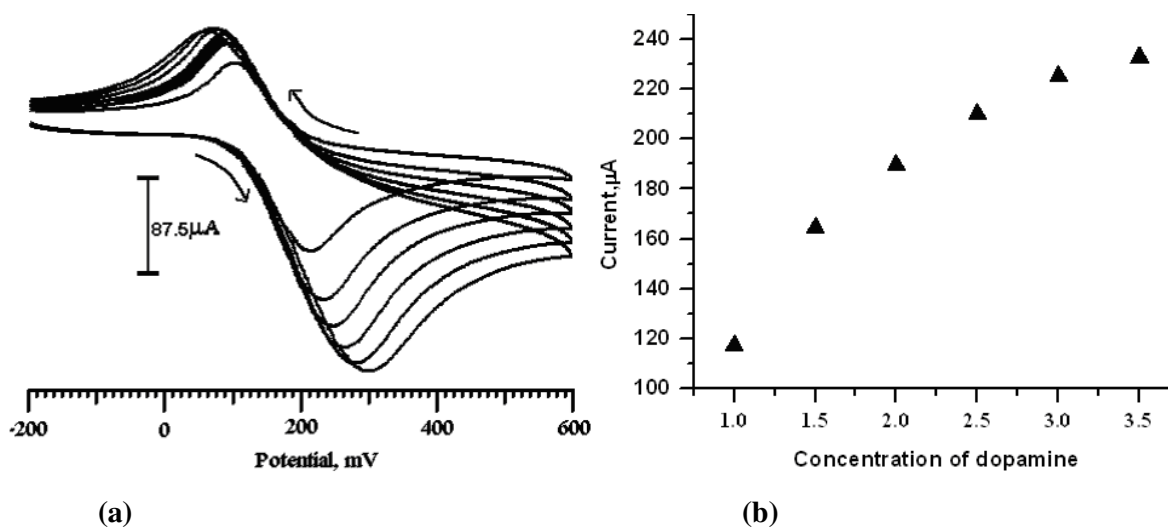 87.5µA
-200 0 200 400 600
Potential, mV
(a)
240
220
200
180
160
140
120
100
Current,µA
1.0 1.5 2.0 2.5 3.0 3.5
Concentration of dopamine
(b)